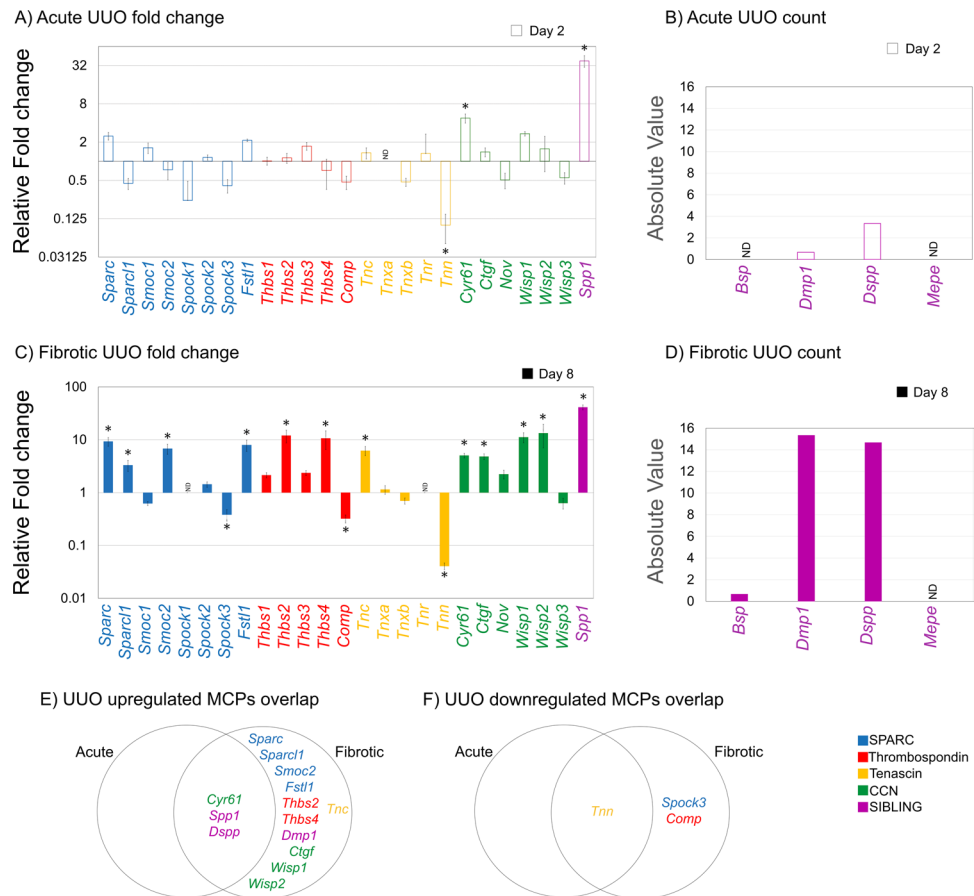 A) Acute UUO fold change
Day 2
Relative Fold change
32
8
2
0.5
0.125
0.03125
*
*
*
ND
Sparc
Sparcl1
Smoc1
Smoc2
Spock1
Spock2
Spock3
Fstl1
Thbs1
Thbs2
Thbs3
Thbs4
Comp
Tnc
Tnxa
Tnxb
Tnr
Tnn
Cyr61
Ctgf
Nov
Wisp1
Wisp2
Wisp3
Spp1
B) Acute UUO count
Day 2
Absolute Value
16
14
12
10
8
6
4
2
0
ND
ND
Bsp
Dmp1
Dspp
Mepe
C) Fibrotic UUO fold change
Day 8
Relative Fold change
100
10
1
0.1
0.01
*
*
*
ND
*
*
*
*
*
*
ND
*
*
*
*
*
*
Sparc
Sparcl1
Smoc1
Smoc2
Spock1
Spock2
Spock3
Fstl1
Thbs1
Thbs2
Thbs3
Thbs4
Comp
Tnc
Tnxa
Tnxb
Tnr
Tnn
Cyr61
Ctgf
Nov
Wisp1
Wisp2
Wisp3
Spp1
D) Fibrotic UUO count
Day 8
Absolute Value
16
14
12
10
8
6
4
2
0
ND
Bsp
Dmp1
Dspp
Mepe
E) UUO upregulated MCPs overlap
Acute
Fibrotic
Cyr61
Spp1
Dspp
Sparc
Sparcl1
Smoc2
Fstl1
Thbs2
Thbs4
Tnc
Dmp1
Ctgf
Wisp1
Wisp2
F) UUO downregulated MCPs overlap
Acute
Fibrotic
Tnn
Spock3
Comp
SPARC
Thrombospondin
Tenascin
CCN
SIBLING